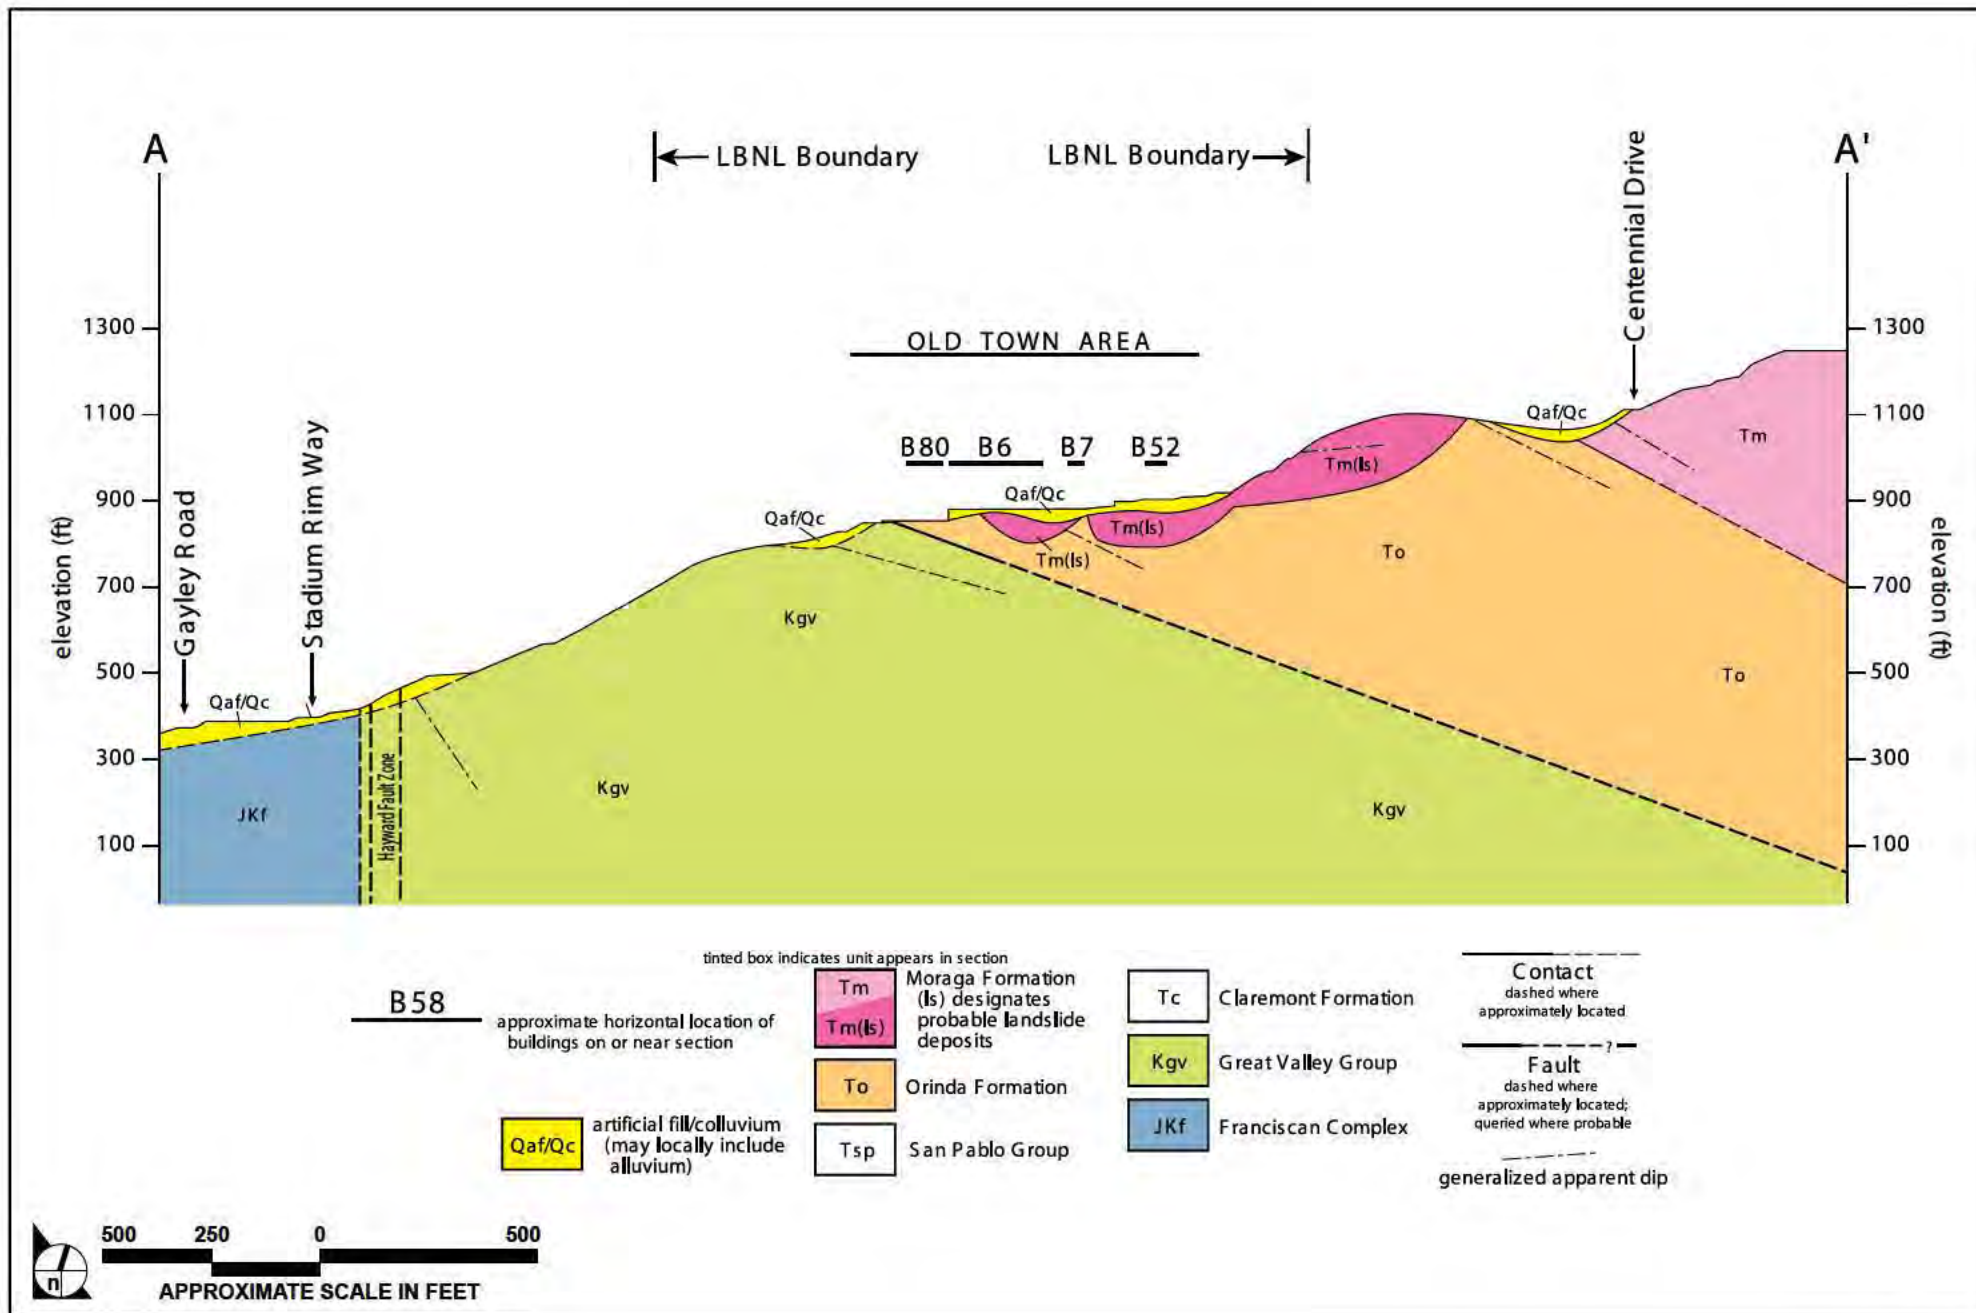 A
A'
LBNL Boundary
LBNL Boundary
Centennial Drive
1300
1300
OLD TOWN AREA
1100
1100
Qaf/Qc
Tm
Stadium Rim Way
B80
B6
B7
B52
Tm(ls)
Gayley Road
900
900
Qaf/Qc
Qaf/Qc
Tm(ls)
Tm(ls)
To
elevation (ft)
elevation (ft)
700
700
Kgv
500
500
To
Qaf/Qc
300
300
Hayward Fault Zone
Kgv
Kgv
JKf
100
100
tinted box indicates unit appears in section
B58
approximate horizontal location of
buildings on or near section
Qaf/Qc
artificial fill/colluvium
(may locally include
alluvium)
Tm
Tm(ls)
Moraga Formation
(ls) designates
probable landslide
deposits
To
Orinda Formation
Tsp
San Pablo Group
Tc
Claremont Formation
Kgv
Great Valley Group
JKf
Franciscan Complex
Contact
dashed where
approximately located
?
Fault
dashed where
approximately located;
queried where probable
generalized apparent dip
n
500 250 0 500
APPROXIMATE SCALE IN FEET